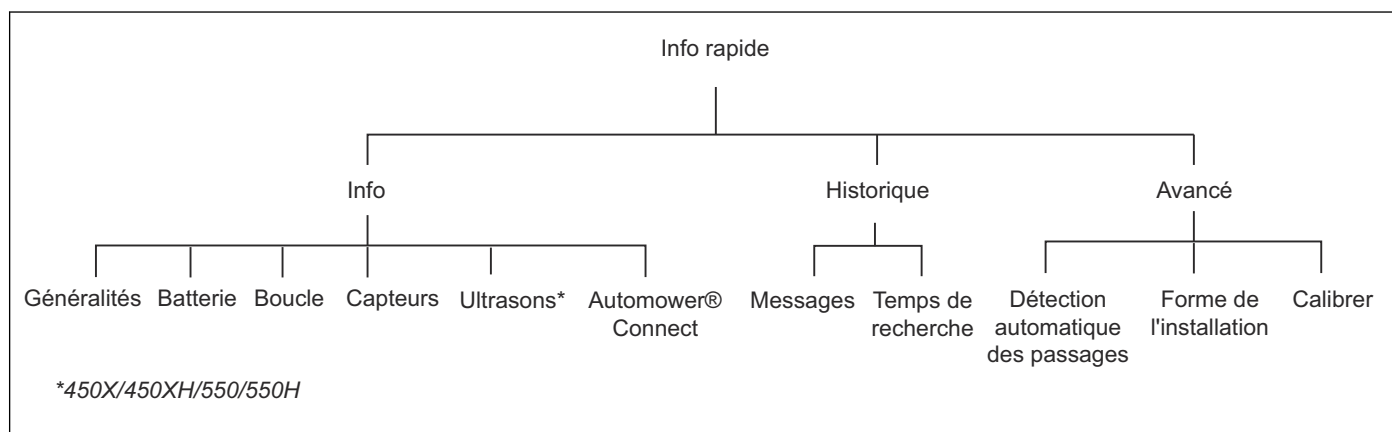 Info rapide
Info
Historique
Avancé
Généralités
Batterie
Boucle
Capteurs
Ultrasons*
Automower®
Connect
Messages
Temps de
recherche
Détection
automatique
des passages
Forme de
l'installation
Calibrer
*450X/450XH/550/550H